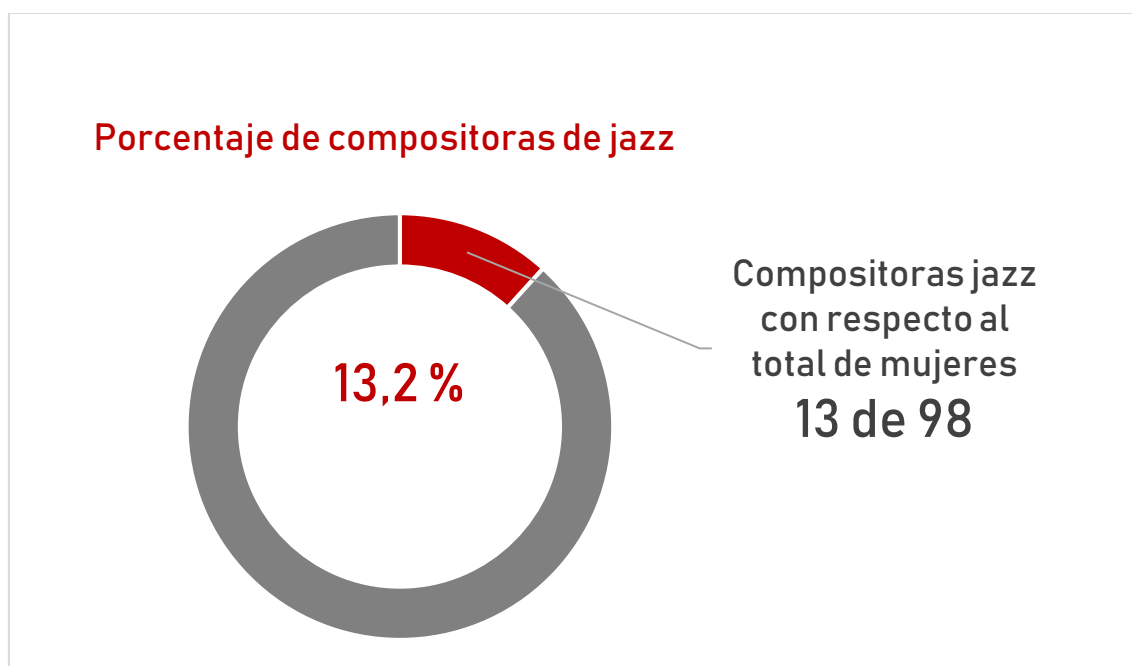 Porcentaje de compositoras de jazz
13,2 %
Compositoras jazz
con respecto al
total de mujeres
13 de 98